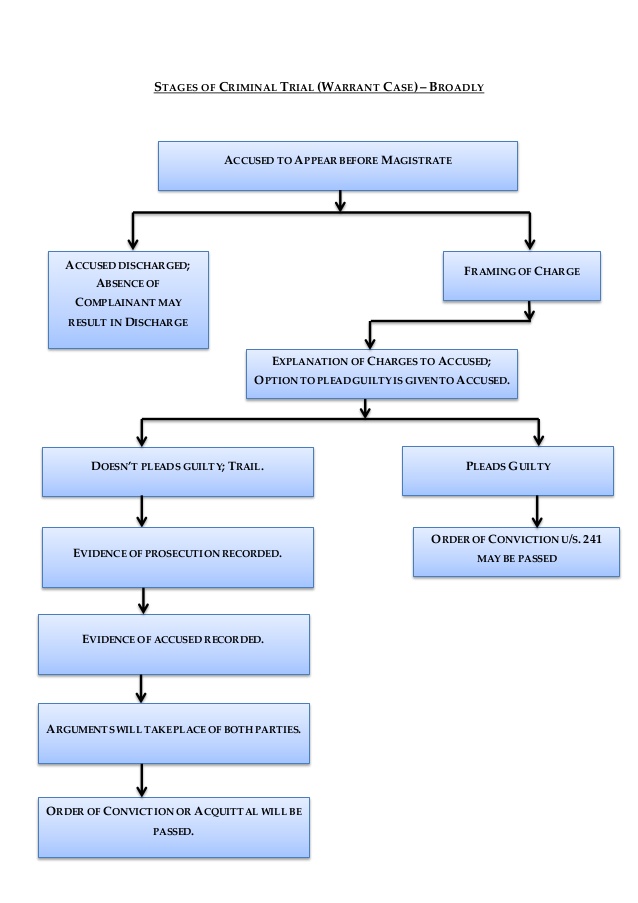 STAGES OF CRIMINAL TRIAL (WARRANT CASE) – BROADLY
ACCUSED TO APPEAR BEFORE MAGISTRATE
ACCUSED DISCHARGED;
ABSENCE OF
COMPLAINANT MAY
RESULT IN DISCHARGE
FRAMING OF CHARGE
EXPLANATION OF CHARGES TO ACCUSED;
OPTION TO PLEAD GUILTY IS GIVEN TO ACCUSED.
DOESN'T PLEADS GUILTY; TRAIL.
PLEADS GUILTY
EVIDENCE OF PROSECUTION RECORDED.
ORDER OF CONVICTION U/S. 241
MAY BE PASSED
EVIDENCE OF ACCUSED RECORDED.
ARGUMENTS WILL TAKE PLACE OF BOTH PARTIES.
ORDER OF CONVICTION OR ACQUITTAL WILL BE
PASSED.